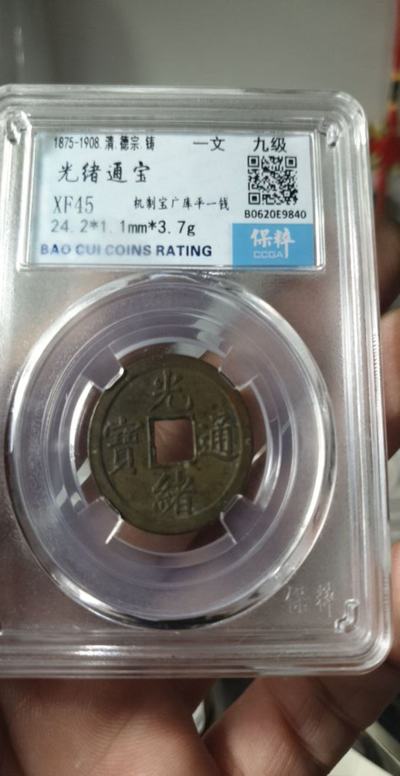 1875-1908.清.德宗.铸 一文 九级
光绪通宝
XF45 机制宝广库平一钱
B0620E9840
24.2*1.1mm*3.7g
BAO CUI COINS RATING
保粹
CCGA
光
寶 通
緒
保粹